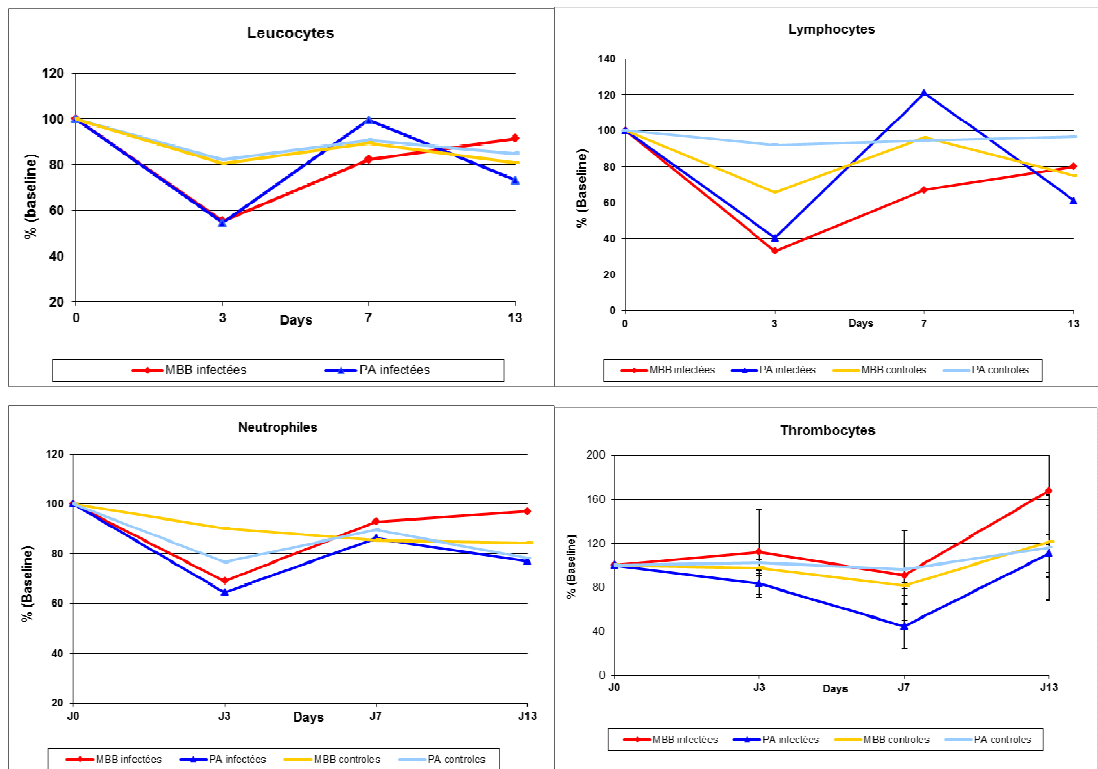 Leucocytes
120
100
80
60
40
20
% (baseline)
0 3 7 13
Days
MBB infectées PA infectées
Lymphocytes
140
120
100
80
60
40
20
0
% (Baseline)
0 3 7 13
Days
MBB infectées PA infectées MBB controles PA controles
Neutrophiles
120
100
80
60
40
20
% (Baseline)
J0 J3 J7 J13
Days
MBB infectées PA infectées MBB controles PA controles
Thrombocytes
200
160
120
80
40
0
% (Baseline]
J0 J3 J7 J13
Days
MBB infectées PA infectées MBB controles PA controles